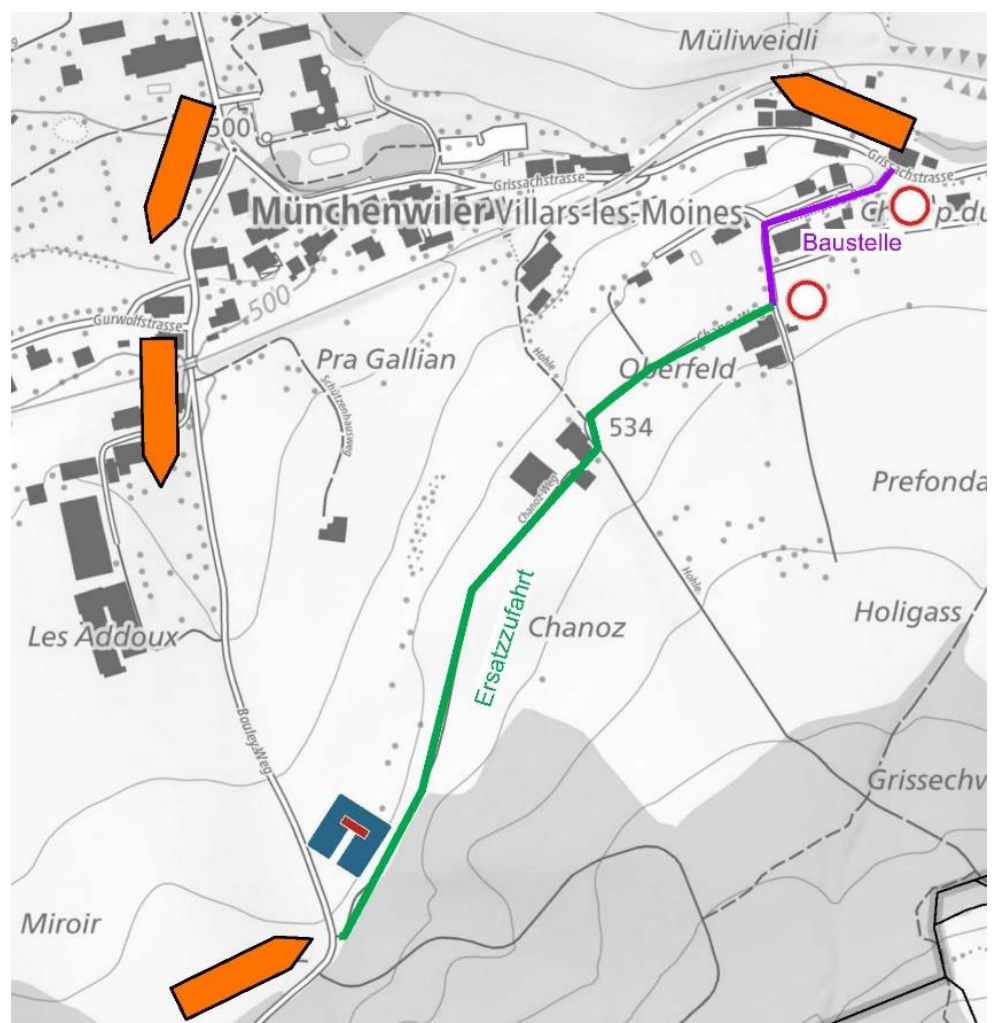 Müliweidli
500
Grissachstrasse
Grissachstrasse
Münchenwiler Villars-les-Moines
Baustelle
500
Gurwolfstrasse
Chanoz-Weg
Pra Gallian
Hohle
Oberfeld
Schützenhausweg
534
Prefonda
Chanoz-Weg
Hohle
Ersatzzufahrt
Chanoz
Holigass
Les Addoux
Bouley-Weg
Grissechw
Miroir